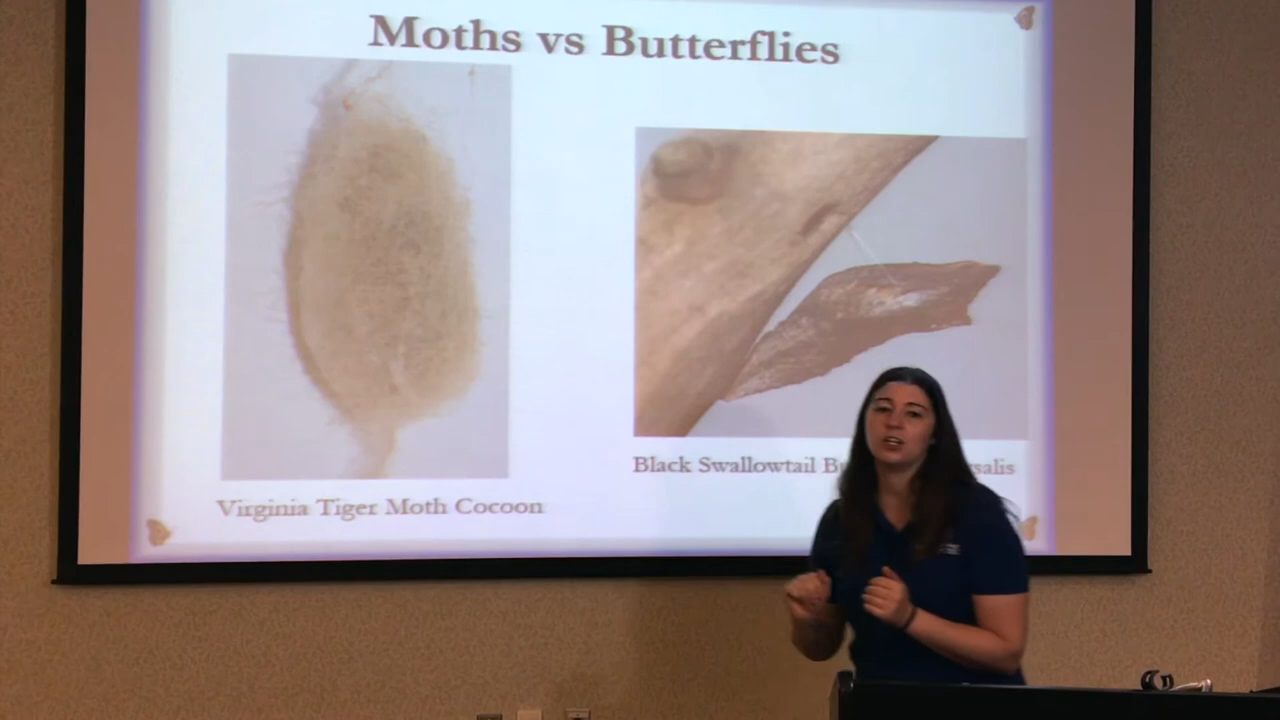 Moths vs Butterflies
Virginia Tiger Moth Cocoon
Black Swallowtail